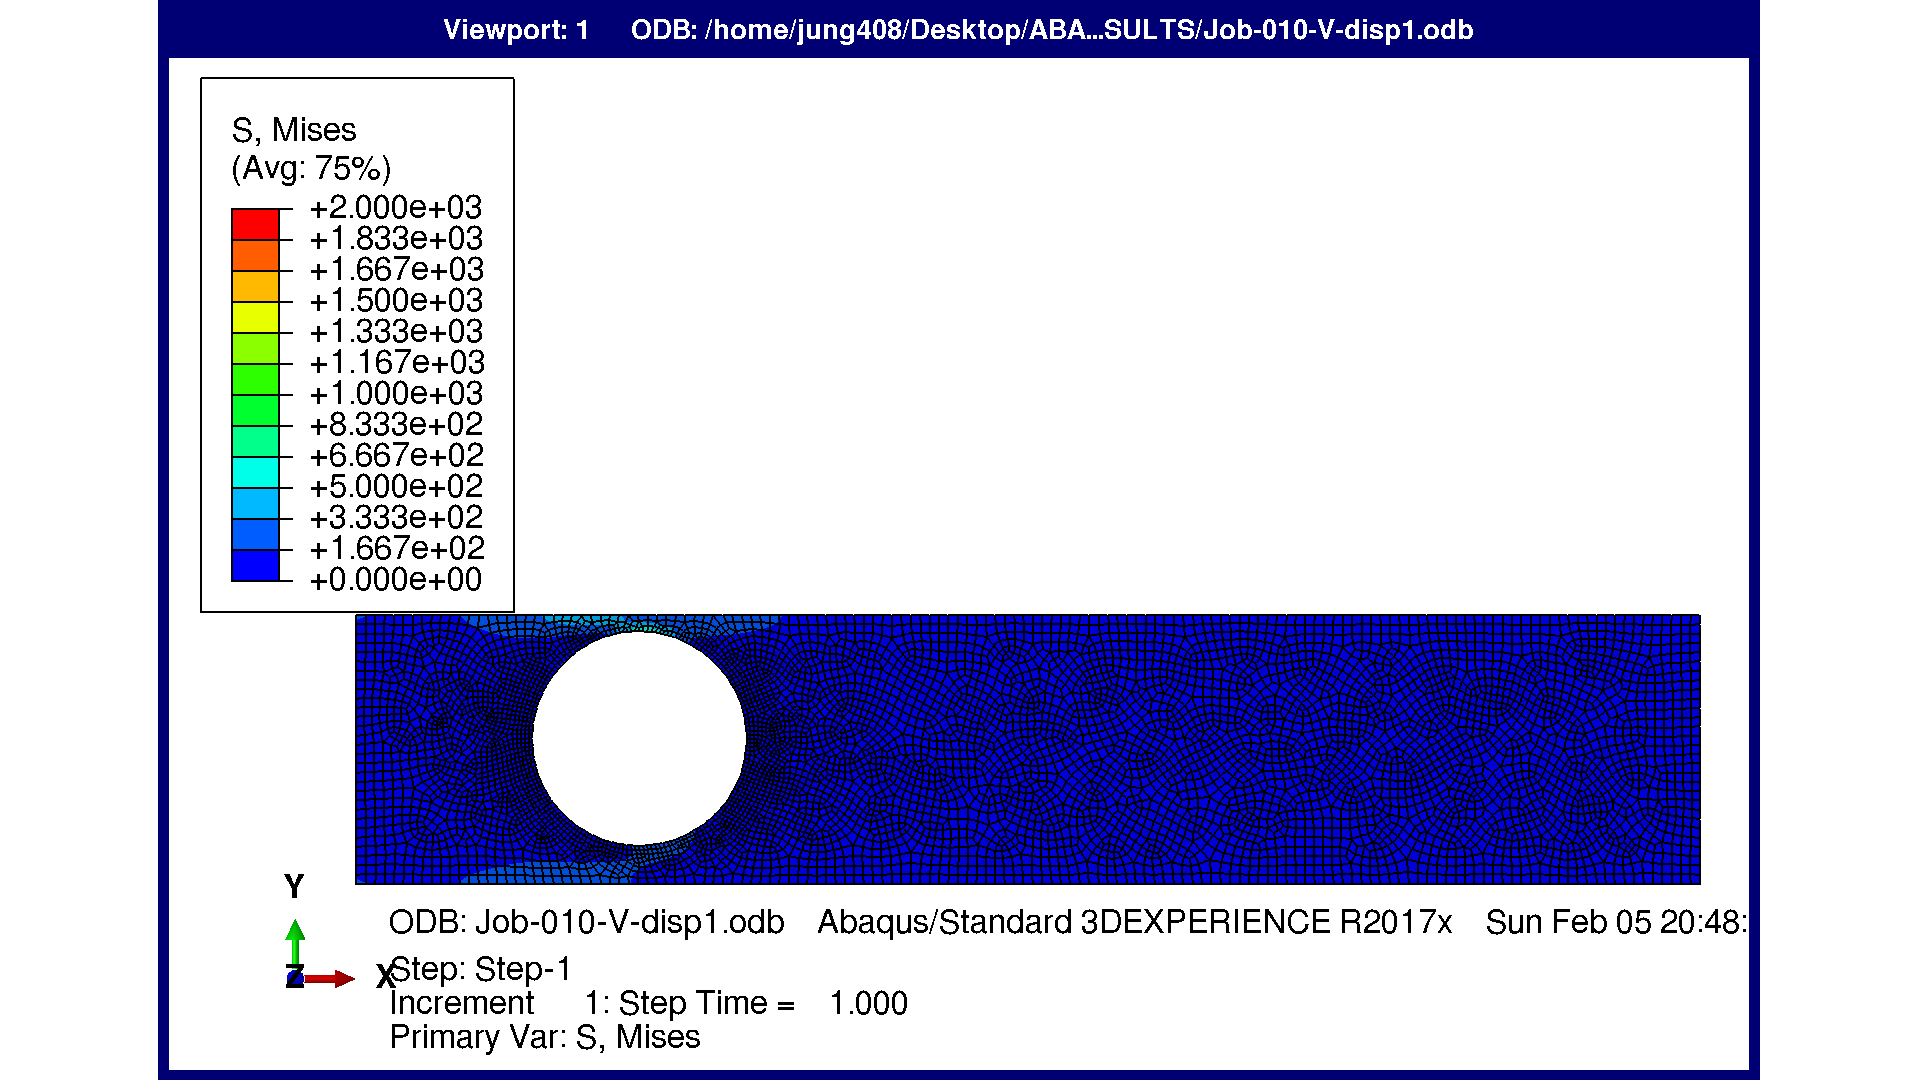 Viewport: 1 ODB: /home/jung408/Desktop/ABA...SULTS/Job-010-V-disp1.odb
S, Mises
(Avg: 75%)
+2.000e+03
+1.833e+03
+1.667e+03
+1.500e+03
+1.333e+03
+1.167e+03
+1.000e+03
+8.333e+02
+6.667e+02
+5.000e+02
+3.333e+02
+1.667e+02
+0.000e+00
Y
Z
X
ODB: Job-010-V-disp1.odb Abaqus/Standard 3DEXPERIENCE R2017x Sun Feb 05 20:48:
Step: Step-1
Increment 1: Step Time = 1.000
Primary Var: S, Mises